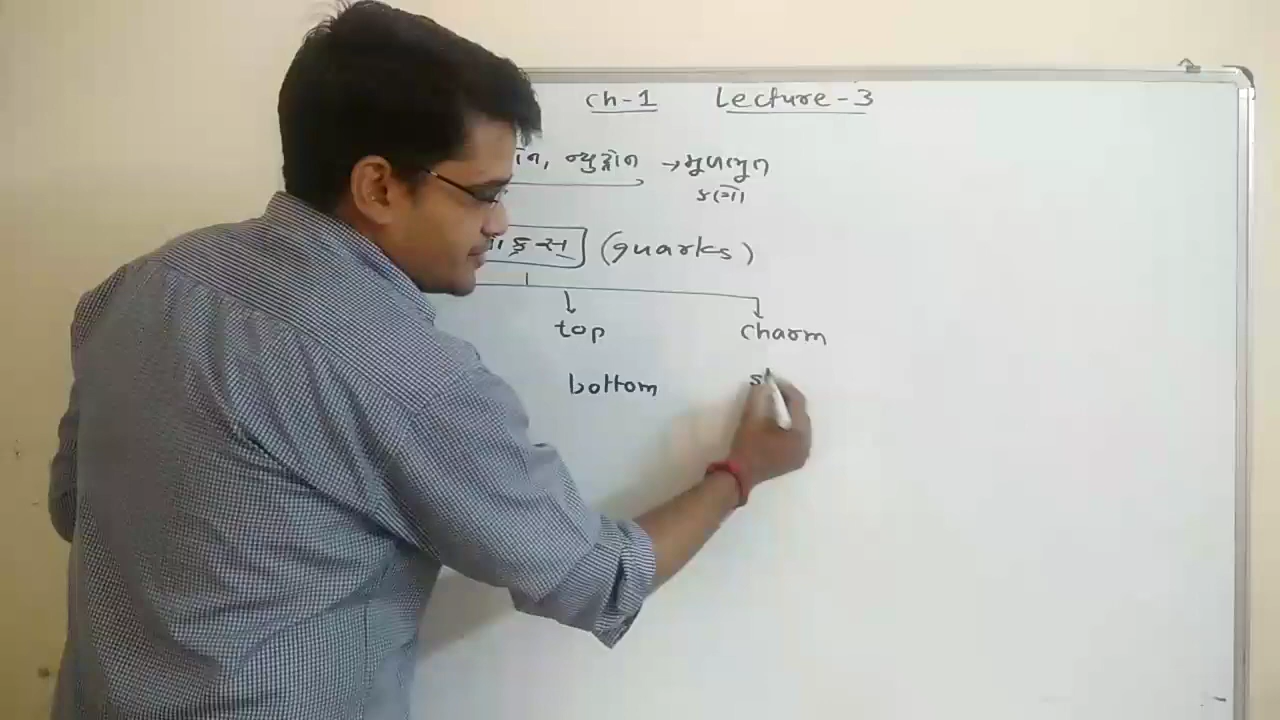 Ch-1 Lecture-3
ન, ન્યુટ્રોન → મૂળભૂત
કણો
ર્ક્સ (quarks)
top charm
bottom s